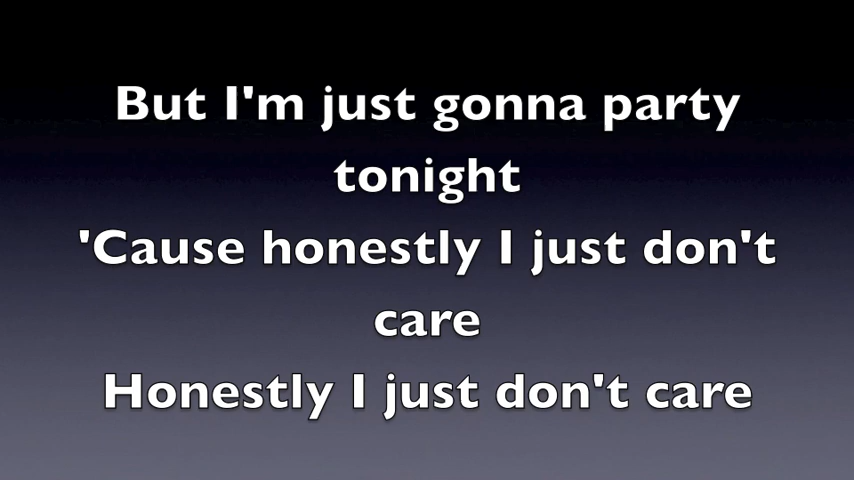 But I'm just gonna party
tonight
'Cause honestly I just don't
care
Honestly I just don't care